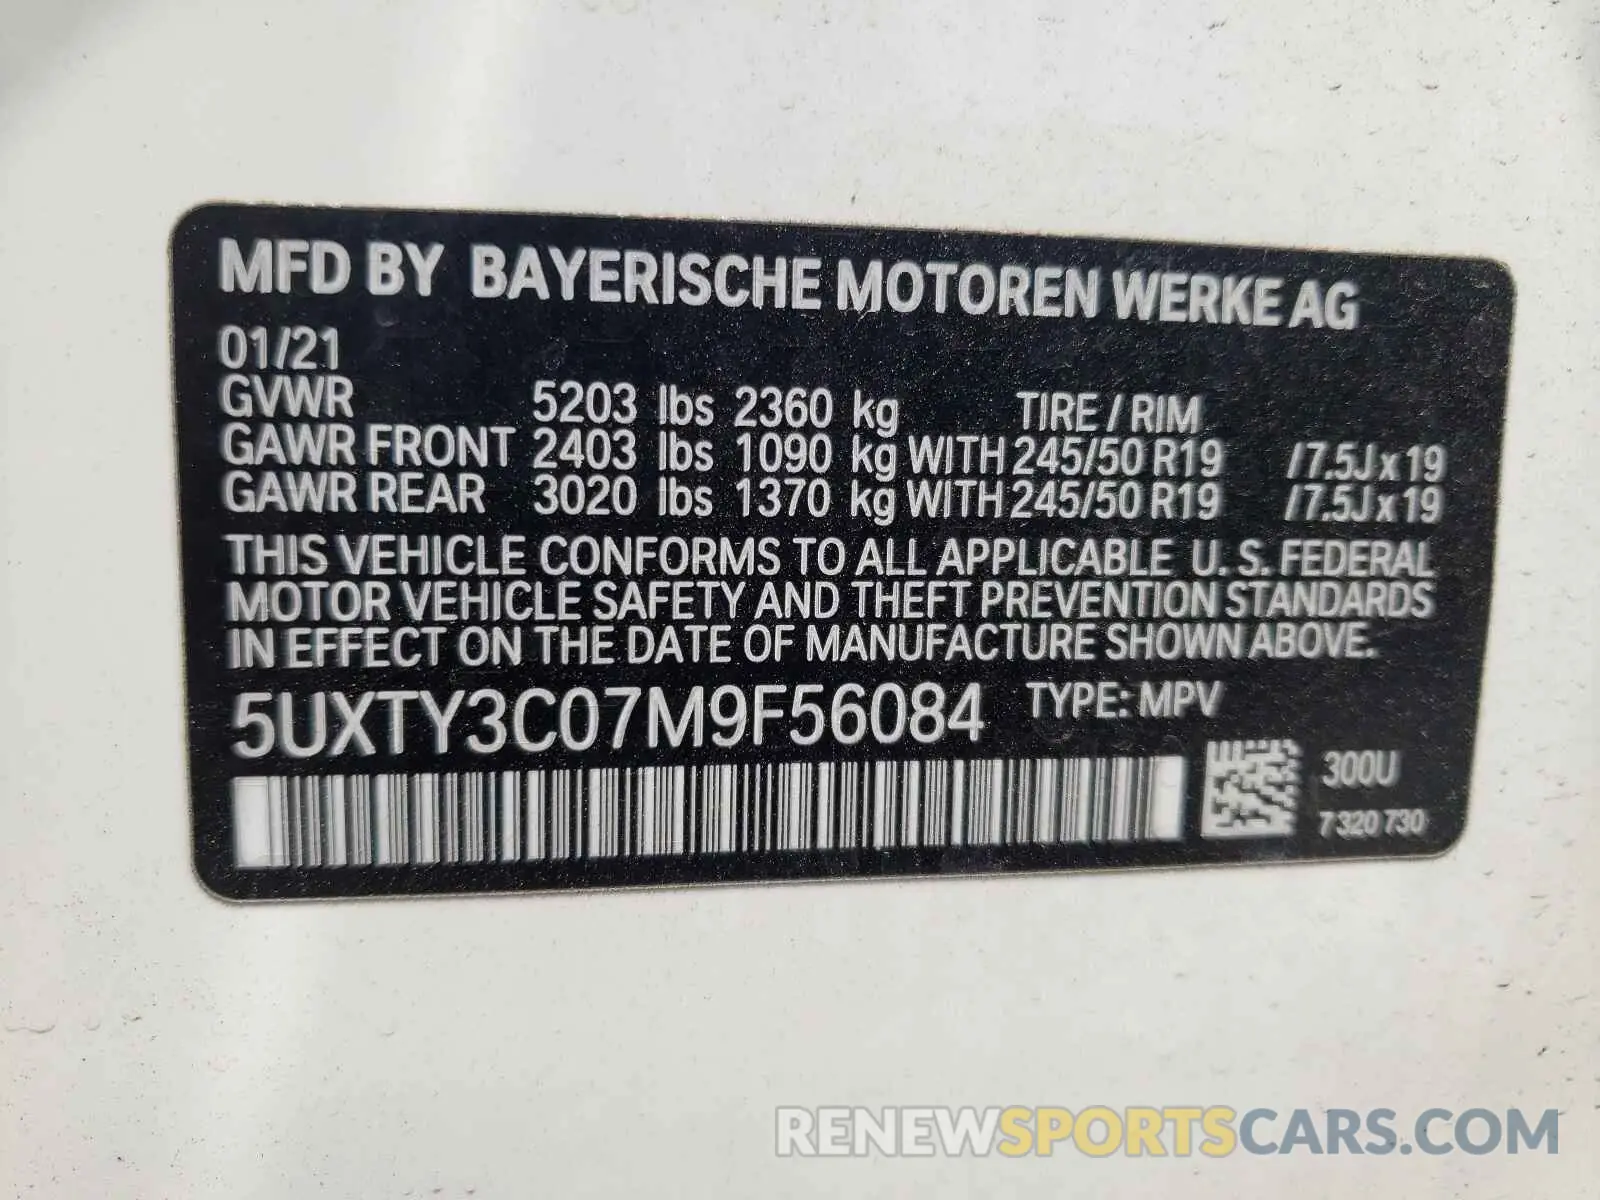 MFD BY BAYERISCHE MOTOREN WERKE AG
01/21
GVWR 5203 lbs 2360 kg TIRE / RIM
GAWR FRONT 2403 lbs 1090 kg WITH 245/50 R19 /7.5J x 19
GAWR REAR 3020 lbs 1370 kg WITH 245/50 R19 /7.5J x 19
THIS VEHICLE CONFORMS TO ALL APPLICABLE U. S. FEDERAL
MOTOR VEHICLE SAFETY AND THEFT PREVENTION STANDARDS
IN EFFECT ON THE DATE OF MANUFACTURE SHOWN ABOVE.
5UXTY3C07M9F56084 TYPE: MPV
300U
7 320 730
RENEWSPORTSCARS.COM